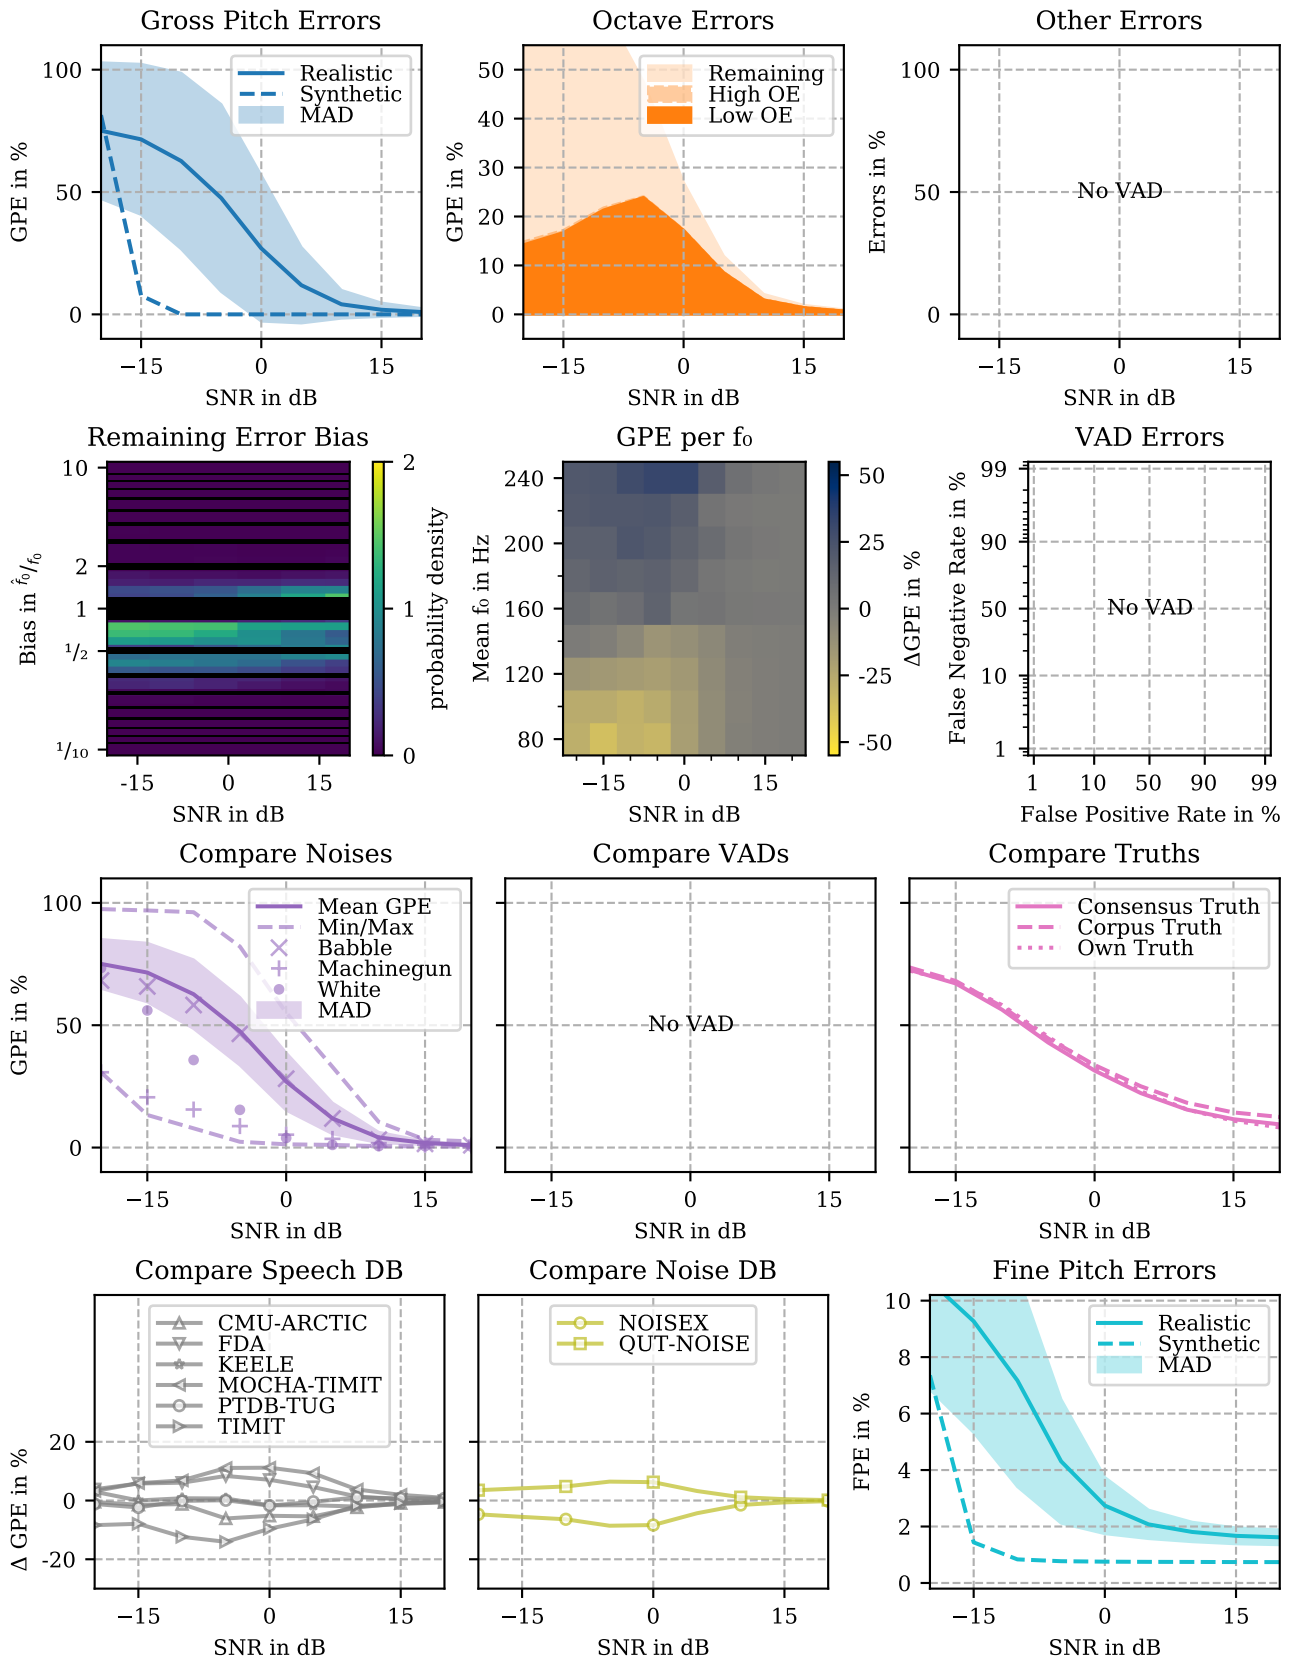 Gross Pitch Errors
GPE in %
100
50
0
Realistic
Synthetic
MAD
−15
0
15
SNR in dB
Octave Errors
GPE in %
50
40
30
20
10
0
Remaining
High OE
Low OE
−15
0
15
SNR in dB
Other Errors
Errors in %
100
50
0
No VAD
−15
0
15
SNR in dB
Remaining Error Bias
Bias in f̂₀/f₀
10
2
1
¹/₂
¹/₁₀
-15
0
15
SNR in dB
2
1
0
probability density
GPE per f₀
Mean f₀ in Hz
240
200
160
120
80
−15
0
15
SNR in dB
50
25
0
-25
-50
ΔGPE in %
VAD Errors
False Negative Rate in %
99
90
50
10
1
No VAD
1
10
50
90
99
False Positive Rate in %
Compare Noises
GPE in %
100
50
0
Mean GPE
Min/Max
Babble
Machinegun
White
MAD
−15
0
15
SNR in dB
Compare VADs
No VAD
−15
0
15
SNR in dB
Compare Truths
Consensus Truth
Corpus Truth
Own Truth
−15
0
15
SNR in dB
Compare Speech DB
Δ GPE in %
20
0
-20
CMU-ARCTIC
FDA
KEELE
MOCHA-TIMIT
PTDB-TUG
TIMIT
−15
0
15
SNR in dB
Compare Noise DB
NOISEX
QUT-NOISE
−15
0
15
SNR in dB
Fine Pitch Errors
FPE in %
10
8
6
4
2
0
Realistic
Synthetic
MAD
−15
0
15
SNR in dB